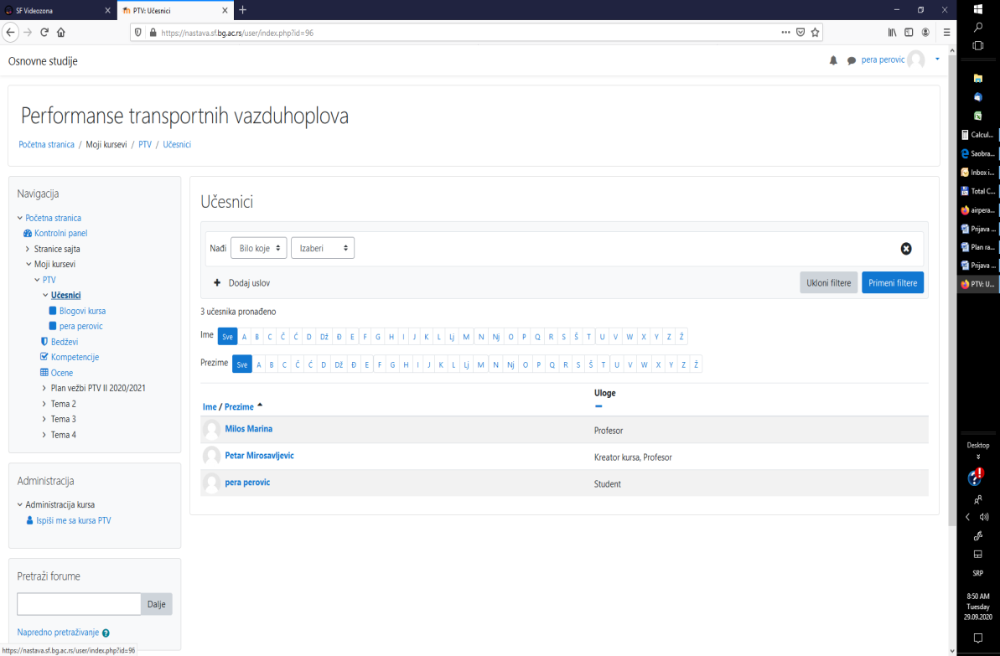 SF Videozona
PTV: Učesnici
https://nastava.sf.bg.ac.rs/user/index.php?id=96
Osnovne studije
pera perovic
Performanse transportnih vazduhoplova
Početna stranica / Moji kursevi / PTV / Učesnici
Navigacija
Početna stranica
Kontrolni panel
Stranice sajta
Moji kursevi
PTV
Učesnici
Blogovi kursa
pera perovic
Bedževi
Kompetencije
Ocene
Plan vežbi PTV II 2020/2021
Tema 2
Tema 3
Tema 4
Administracija
Administracija kursa
Ispiši me sa kursa PTV
Pretraži forume
Dalje
Napredno pretraživanje ?
https://nastava.sf.bg.ac.rs/user/index.php?id=96
Učesnici
Nađi Bilo koje Izaberi
Dodaj uslov
Ukloni filtere Primeni filtere
3 učesnika pronađeno
Ime Sve A B C Č Ć D Dž Đ E F G H I J K L Lj M N Nj O P Q R S Š T U V W X Y Z Ž
Prezime Sve A B C Č Ć D Dž Đ E F G H I J K L Lj M N Nj O P Q R S Š T U V W X Y Z Ž
Ime / Prezime Uloge
Milos Marina Profesor
Petar Mirosavljevic Kreator kursa, Profesor
pera perovic Student
Calcul...
Saobra...
Inbox i...
Total C...
airpera...
Prijava ...
Plan ra...
Prijava ...
PTV: U...
Desktop
SRP
8:50 AM
Tuesday
29.09.2020